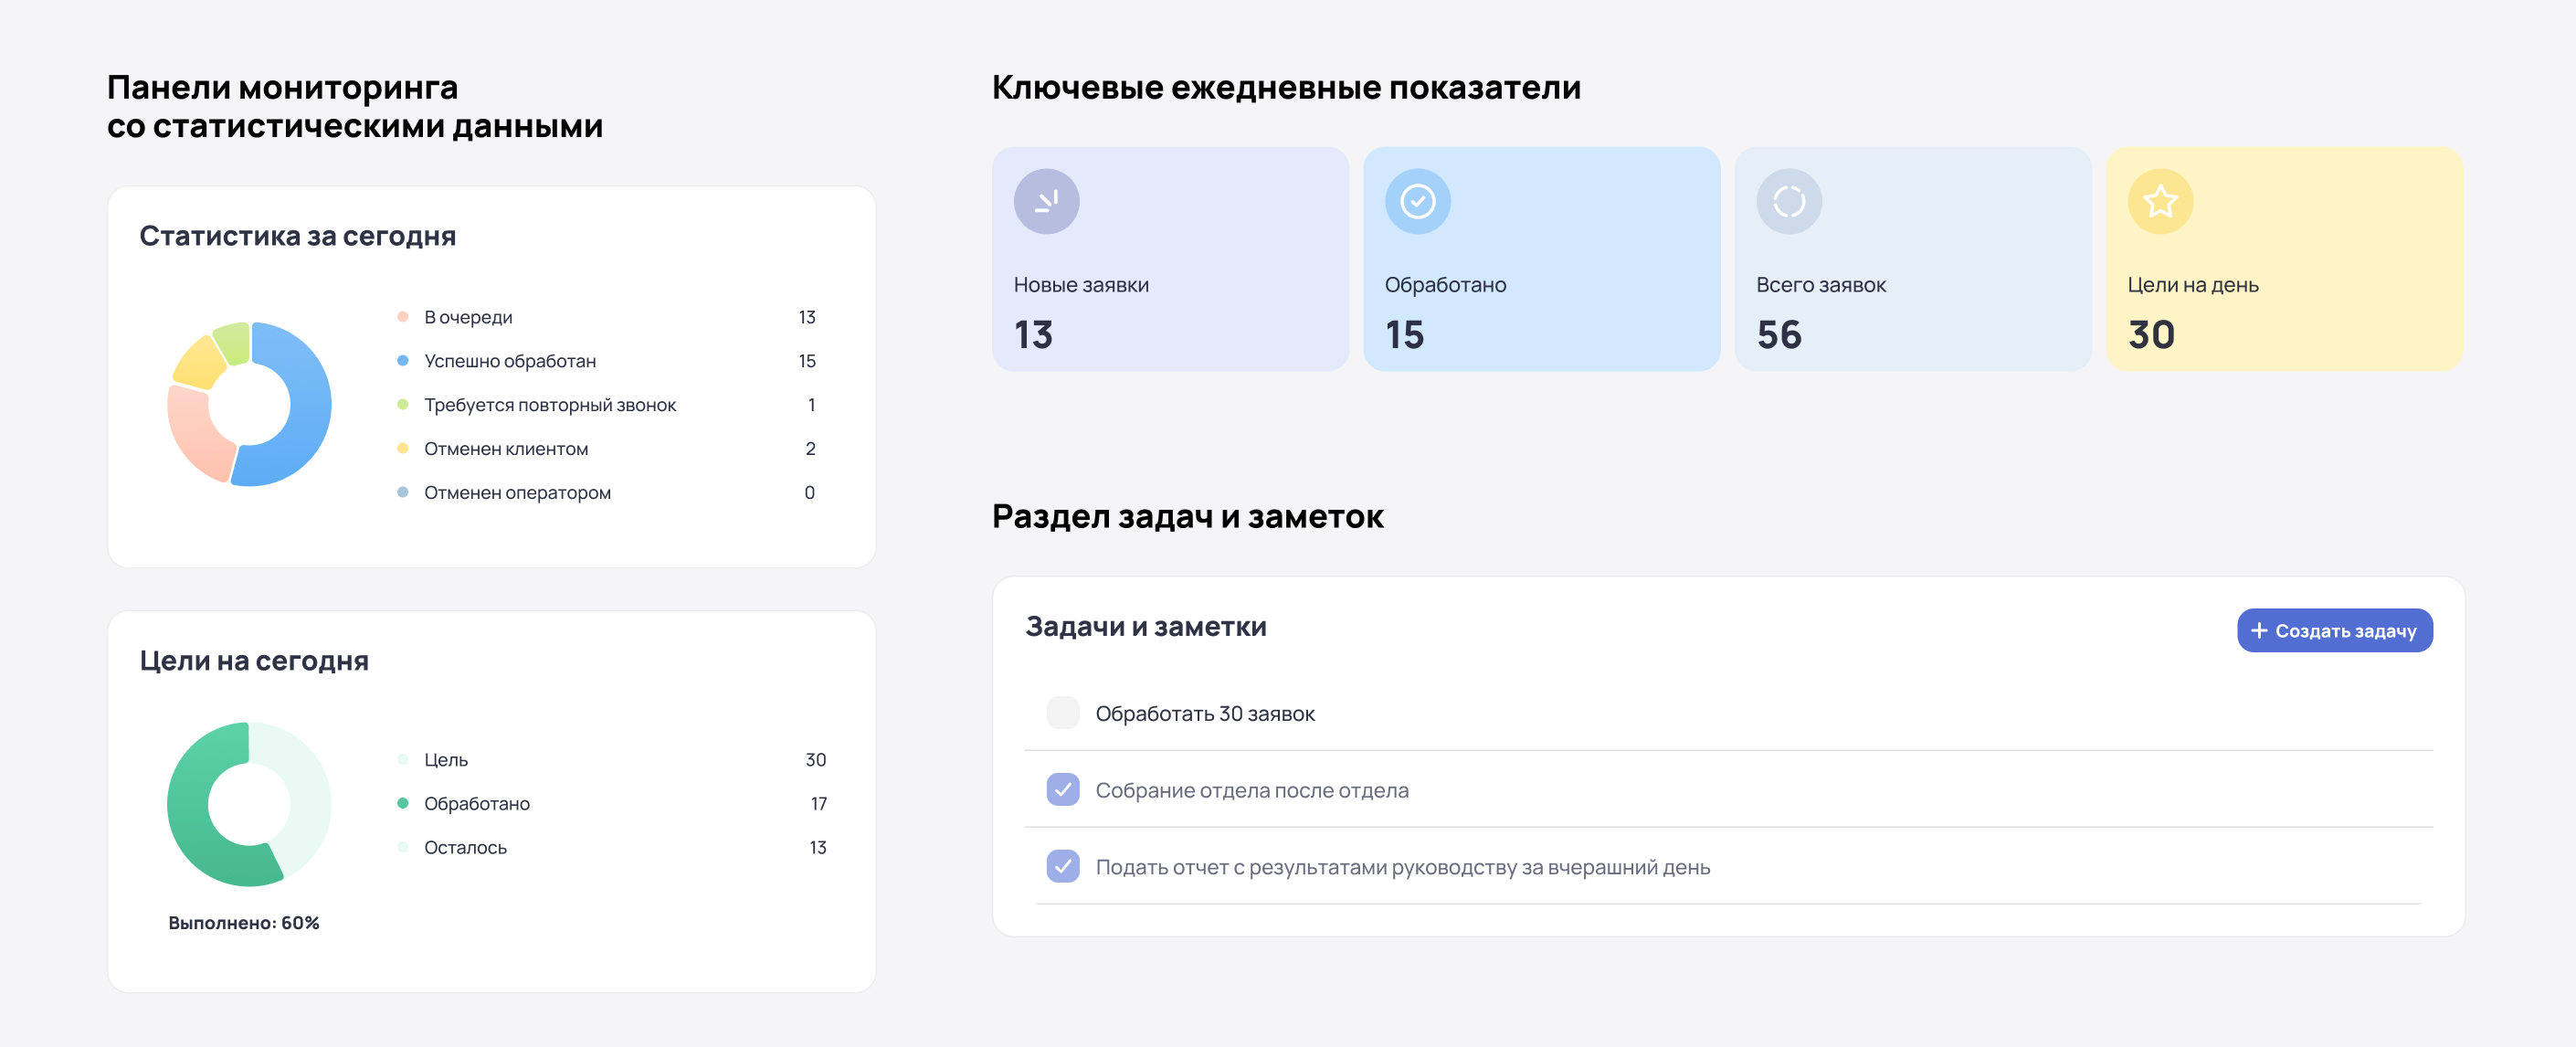 Панели мониторинга
со статистическими данными
Статистика за сегодня
В очереди 13
Успешно обработан 15
Требуется повторный звонок 1
Отменен клиентом 2
Отменен оператором 0
Цели на сегодня
Цель 30
Обработано 17
Осталось 13
Выполнено: 60%
Ключевые ежедневные показатели
Новые заявки
13
Обработано
15
Всего заявок
56
Цели на день
30
Раздел задач и заметок
Задачи и заметки
+ Создать задачу
Обработать 30 заявок
Собрание отдела после отдела
Подать отчет с результатами руководству за вчерашний день